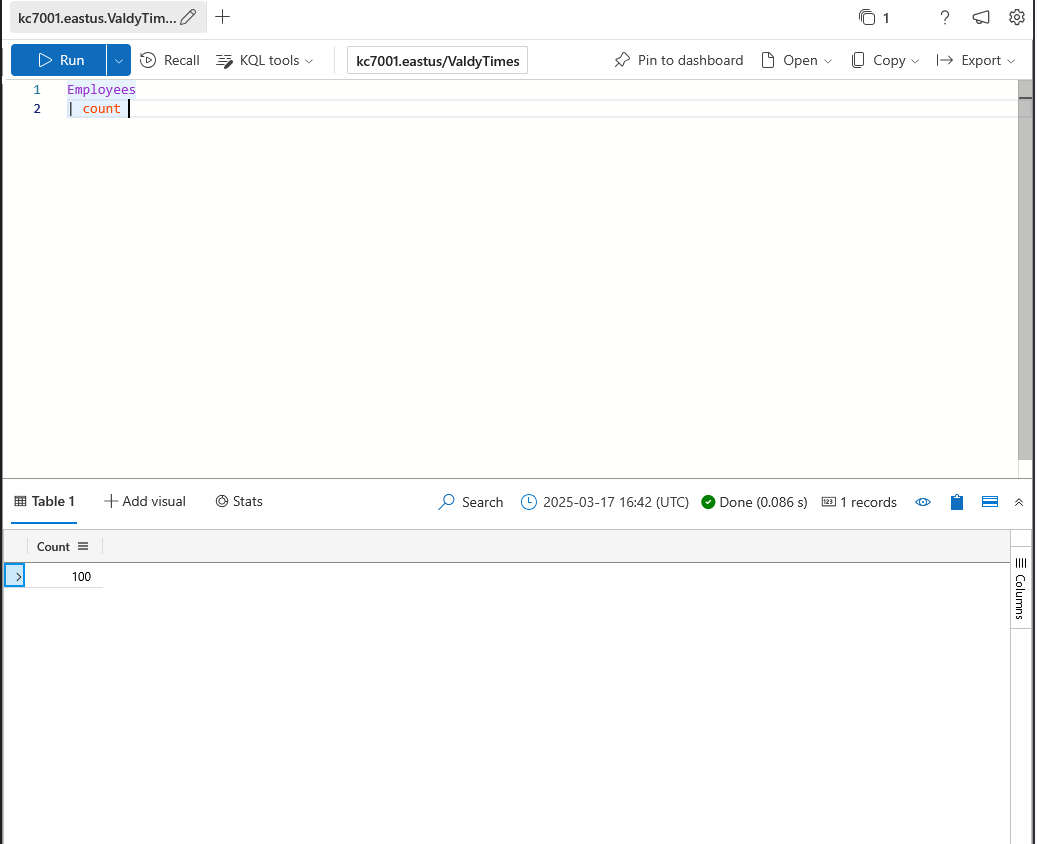 kc7001.eastus.ValdyTim...
1
Run
Recall
KQL tools
kc7001.eastus/ValdyTimes
Pin to dashboard
Open
Copy
Export
1 Employees
2 | count
Table 1
Add visual
Stats
Search
2025-03-17 16:42 (UTC)
Done (0.086 s)
123 1 records
Count
100
Columns